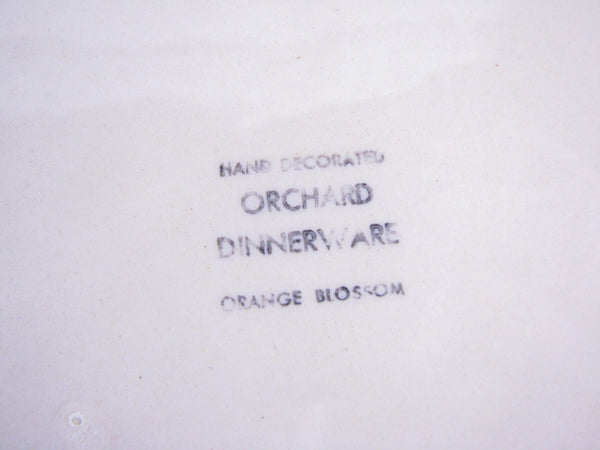 HAND DECORATED
ORCHARD
DINNERWARE
ORANGE BLOSSOM